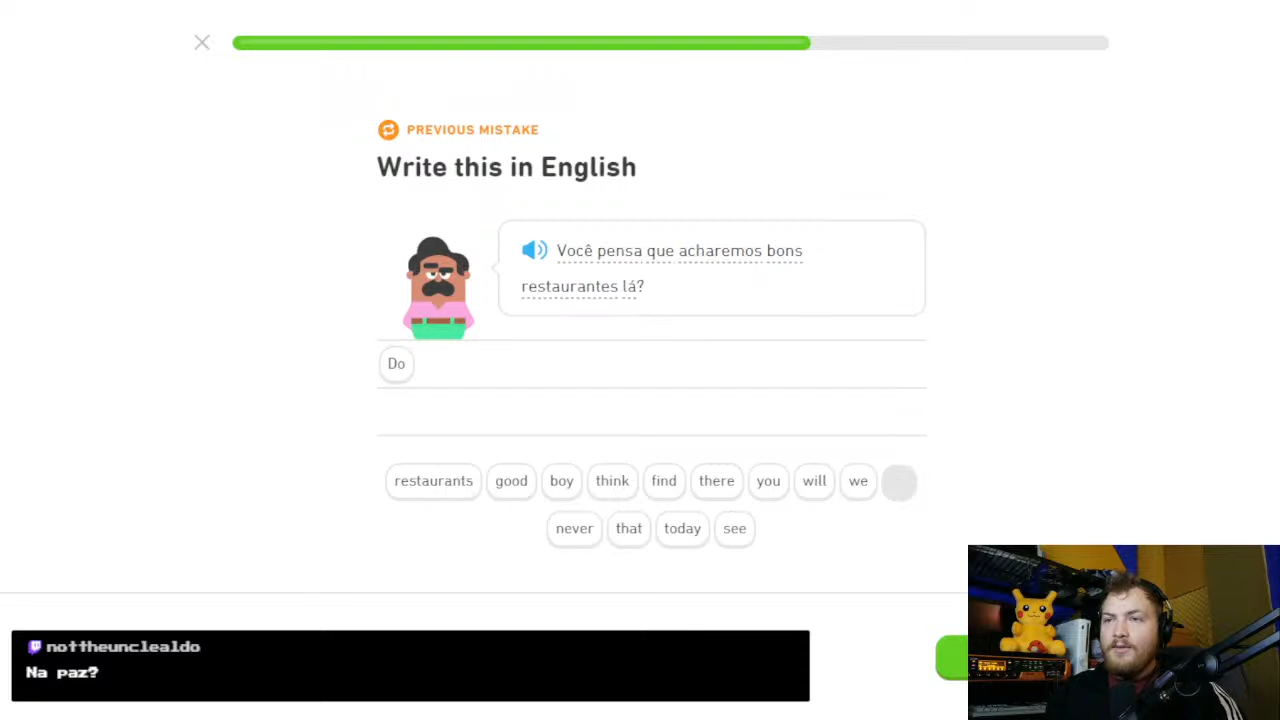 PREVIOUS MISTAKE
Write this in English
Você pensa que acharemos bons
restaurantes lá?
Do
restaurants good boy think find there you will we
never that today see
nottheunclealdo
Na paz?